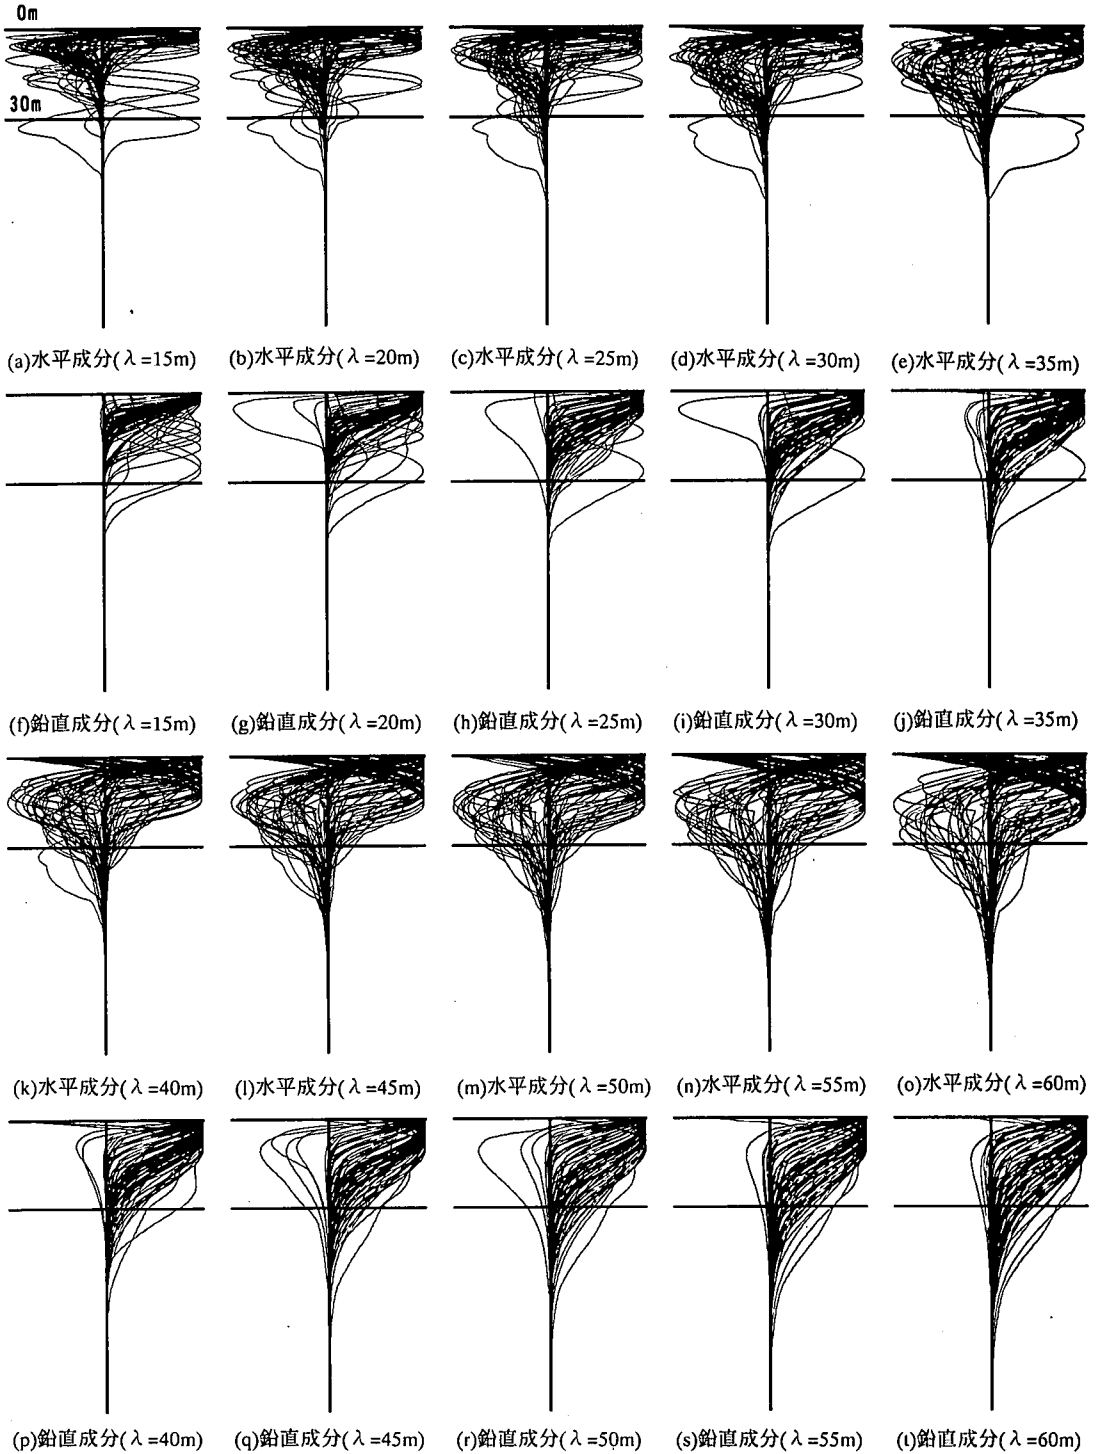 0m
30m
(a)水平成分(λ=15m)
(b)水平成分(λ=20m)
(c)水平成分(λ=25m)
(d)水平成分(λ=30m)
(e)水平成分(λ=35m)
(f)鉛直成分(λ=15m)
(g)鉛直成分(λ=20m)
(h)鉛直成分(λ=25m)
(i)鉛直成分(λ=30m)
(j)鉛直成分(λ=35m)
(k)水平成分(λ=40m)
(l)水平成分(λ=45m)
(m)水平成分(λ=50m)
(n)水平成分(λ=55m)
(o)水平成分(λ=60m)
(p)鉛直成分(λ=40m)
(q)鉛直成分(λ=45m)
(r)鉛直成分(λ=50m)
(s)鉛直成分(λ=55m)
(t)鉛直成分(λ=60m)